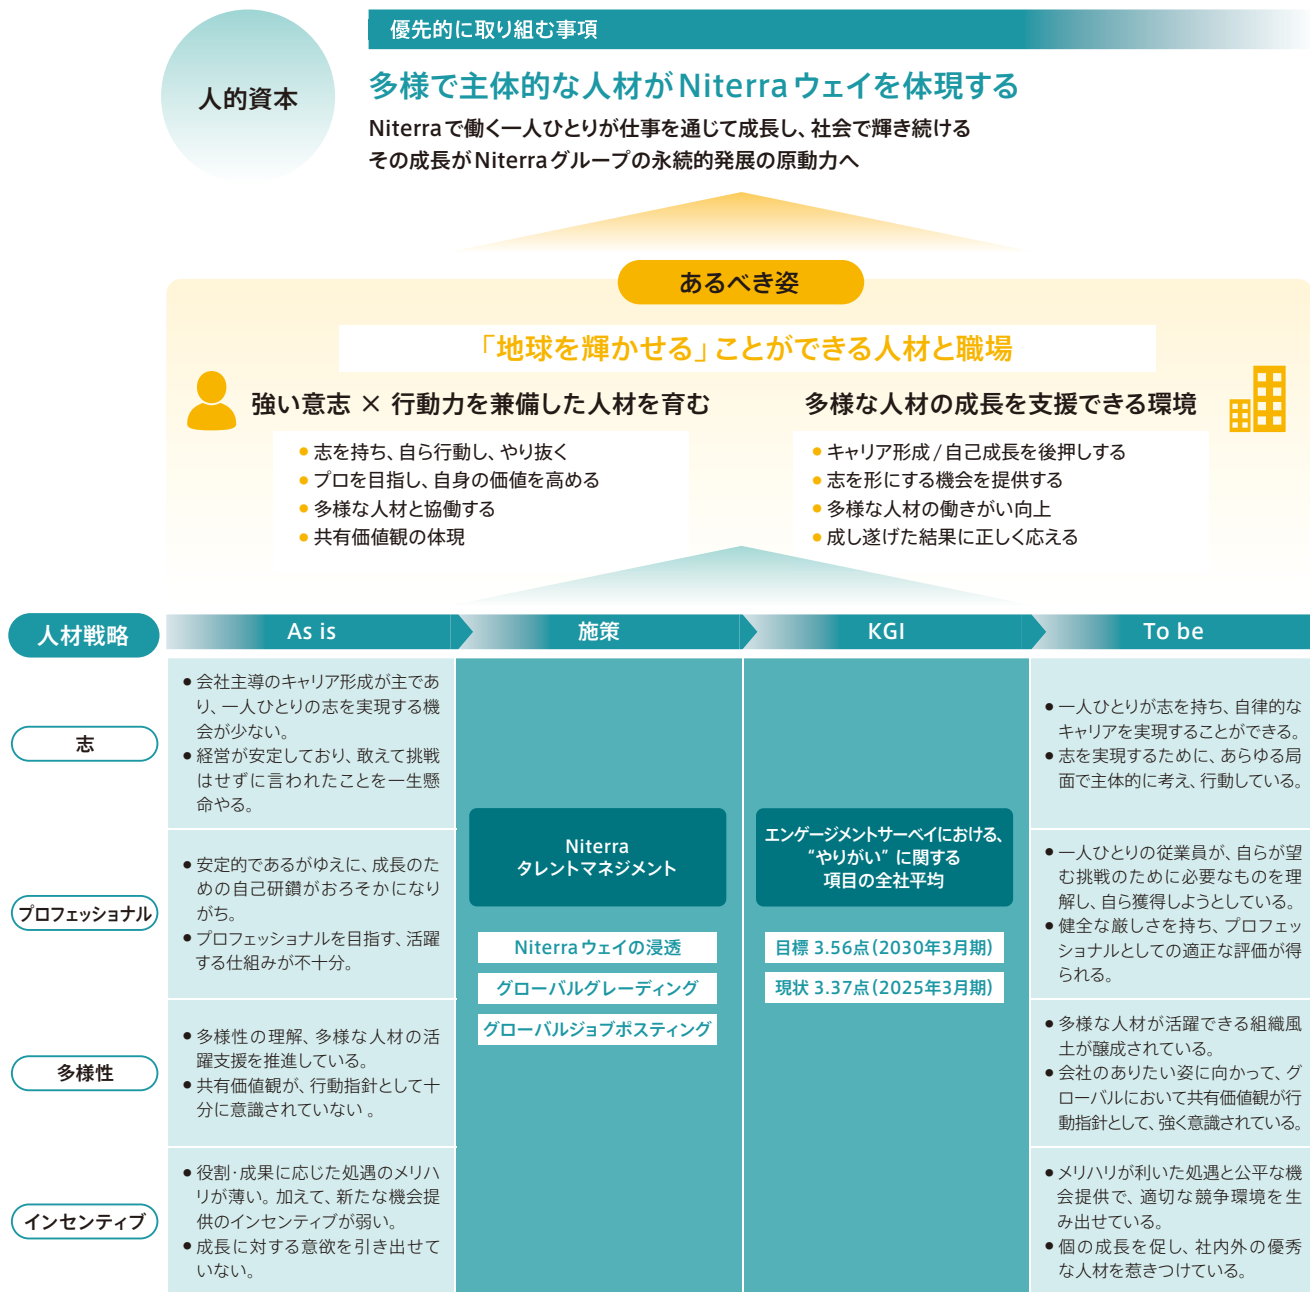 人的資本
優先的に取り組む事項
多様で主体的な人材がNiterraウェイを体現する
Niterraで働く一人ひとりが仕事を通じて成長し、社会で輝き続ける
その成長がNiterraグループの永続的発展の原動力へ
あるべき姿
「地球を輝かせる」ことができる人材と職場
強い意志 × 行動力を兼備した人材を育む
● 志を持ち、自ら行動し、やり抜く
● プロを目指し、自身の価値を高める
● 多様な人材と協働する
● 共有価値観の体現
多様な人材の成長を支援できる環境
● キャリア形成/自己成長を後押しする
● 志を形にする機会を提供する
● 多様な人材の働きがい向上
● 成し遂げた結果に正しく応える
人材戦略
As is
施策
KGI
To be
志
● 会社主導のキャリア形成が主であ
り、一人ひとりの志を実現する機
会が少ない。
● 経営が安定しており、敢えて挑戦
はせずに言われたことを一生懸
命やる。
● 一人ひとりが志を持ち、自律的な
キャリアを実現することができる。
● 志を実現するために、あらゆる局
面で主体的に考え、行動している。
プロフェッショナル
● 安定的であるがゆえに、成長のた
めの自己研鑽がおろそかになり
がち。
● プロフェッショナルを目指す、活躍
する仕組みが不十分。
Niterra
タレントマネジメント
Niterraウェイの浸透
グローバルグレーディング
グローバルジョブポスティング
エンゲージメントサーベイにおける、
“やりがい” に関する
項目の全社平均
目標 3.56点(2030年3月期)
現状 3.37点(2025年3月期)
● 一人ひとりの従業員が、自らが望
む挑戦のために必要なものを理
解し、自ら獲得しようとしている。
● 健全な厳しさを持ち、プロフェッ
ショナルとしての適正な評価が得
られる。
多様性
● 多様性の理解、多様な人材の活
躍支援を推進している。
● 共有価値観が、行動指針として十
分に意識されていない 。
● 多様な人材が活躍できる組織風
土が醸成されている。
● 会社のありたい姿に向かって、グ
ローバルにおいて共有価値観が行
動指針として、強く意識されている。
インセンティブ
● 役割・成果に応じた処遇のメリハ
リが薄い。加えて、新たな機会提
供のインセンティブが弱い。
● 成長に対する意欲を引き出せて
いない。
● メリハリが利いた処遇と公平な機
会提供で、適切な競争環境を生
み出せている。
● 個の成長を促し、社内外の優秀
な人材を惹きつけている。